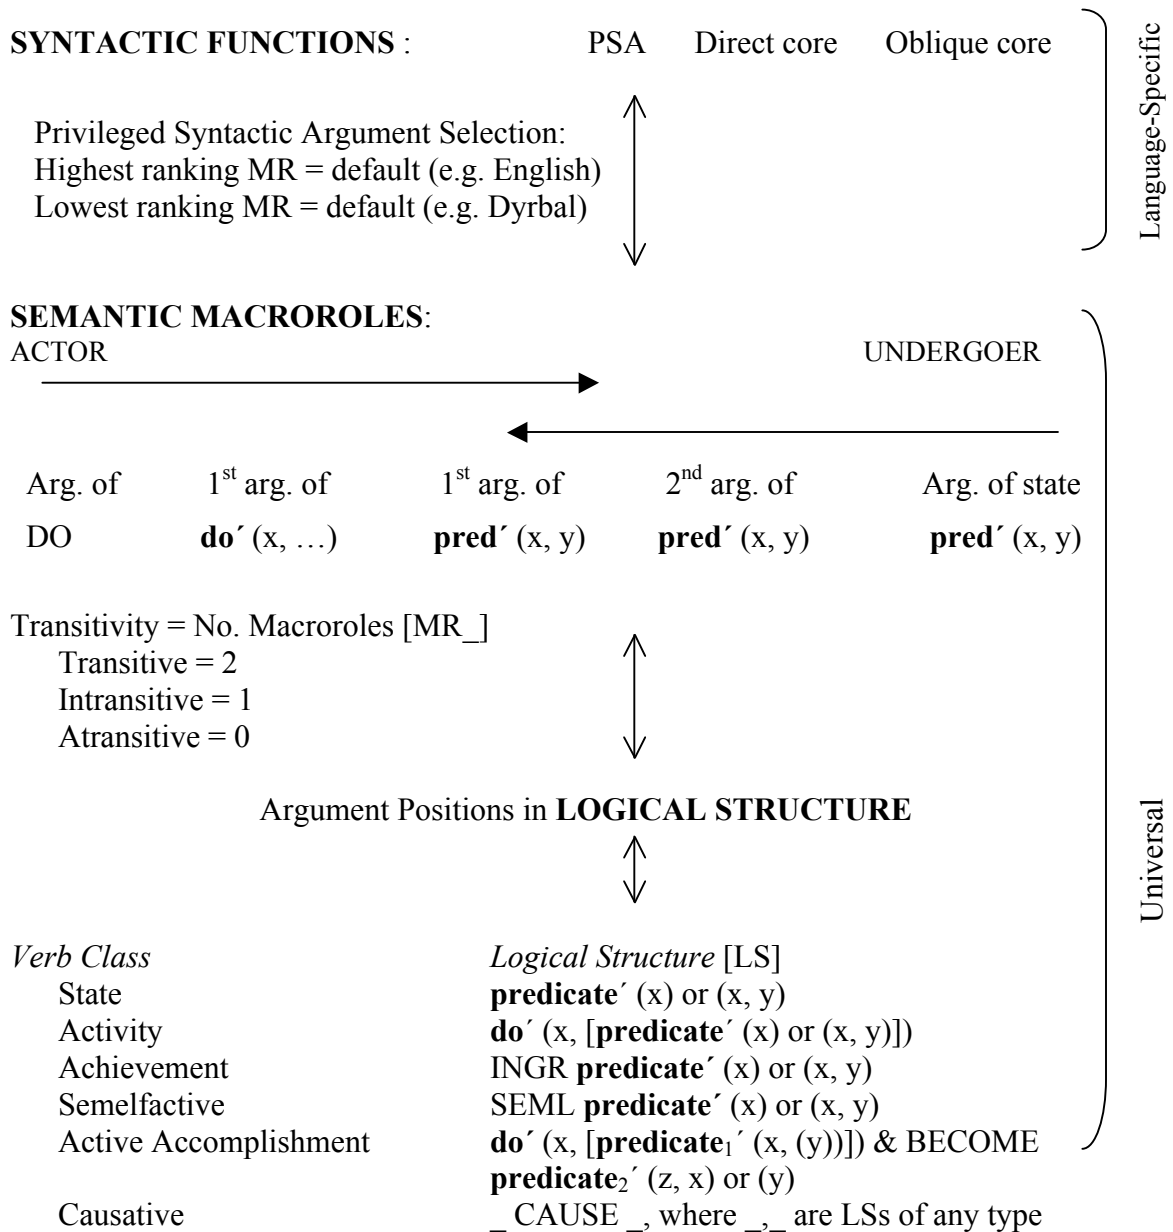 SYNTACTIC FUNCTIONS : PSA Direct core Oblique core
Privileged Syntactic Argument Selection:
Highest ranking MR = default (e.g. English)
Lowest ranking MR = default (e.g. Dyrbal)
Language-Specific
SEMANTIC MACROROLES:
ACTOR UNDERGOER
Arg. of 1st arg. of 1st arg. of 2nd arg. of Arg. of state
DO do´ (x, …) pred´ (x, y) pred´ (x, y) pred´ (x, y)
Transitivity = No. Macroroles [MR_]
Transitive = 2
Intransitive = 1
Atransitive = 0
Argument Positions in LOGICAL STRUCTURE
Universal
Verb Class Logical Structure [LS]
State predicate´ (x) or (x, y)
Activity do´ (x, [predicate´ (x) or (x, y)])
Achievement INGR predicate´ (x) or (x, y)
Semelfactive SEML predicate´ (x) or (x, y)
Active Accomplishment do´ (x, [predicate₁´ (x, (y))]) & BECOME
predicate₂´ (z, x) or (y)
Causative _ CAUSE _, where _,_ are LSs of any type